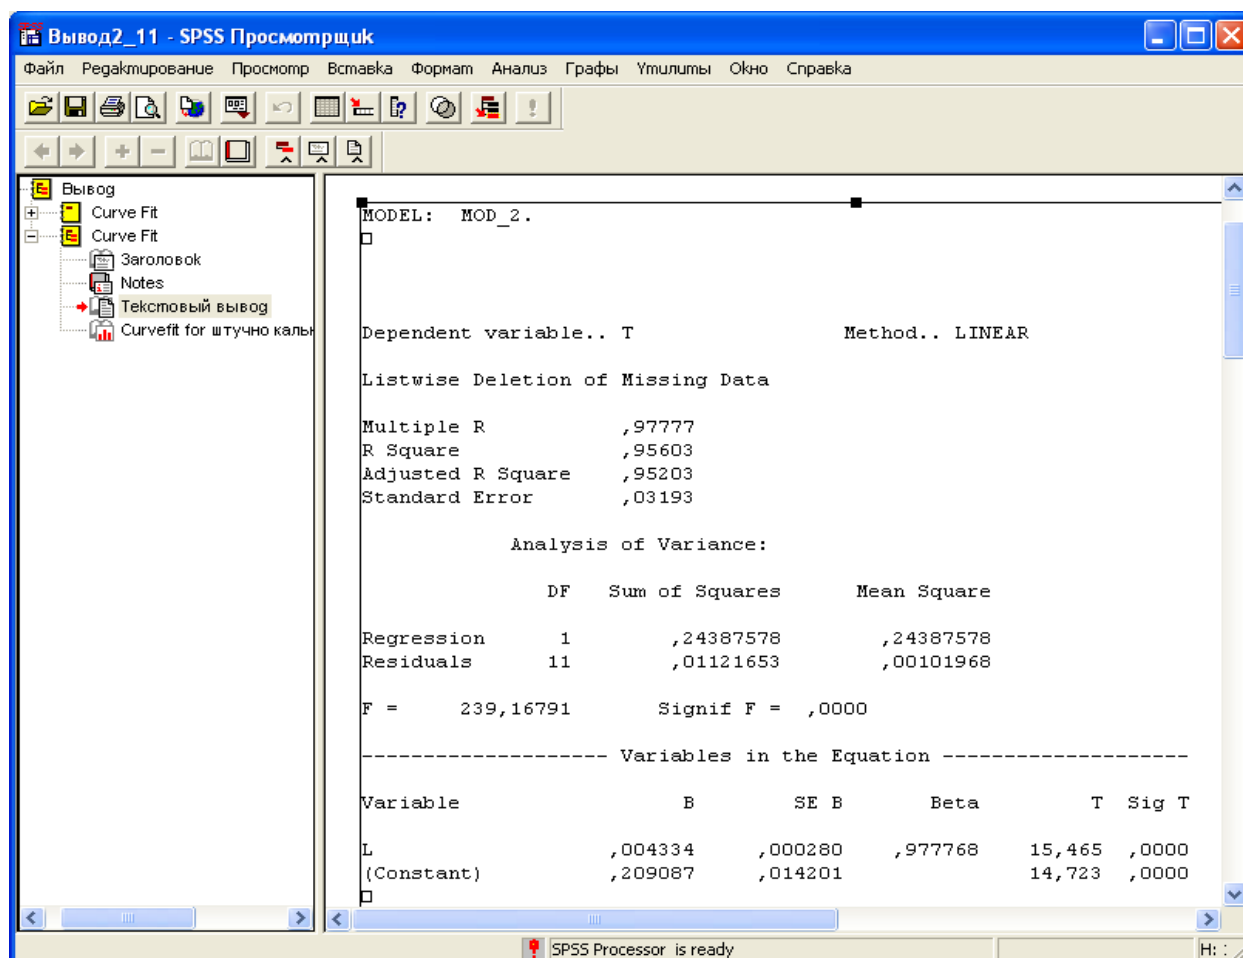 Вывод2_11 - SPSS Просмотрщик
Файл Редактирование Просмотр Вставка Формат Анализ Графы Утилиты Окно Справка
Вывод
Curve Fit
Curve Fit
Заголовок
Notes
Текстовый вывод
Curvefit for штучно кальк
MODEL: MOD_2.
Dependent variable.. T Method.. LINEAR
Listwise Deletion of Missing Data
Multiple R ,97777
R Square ,95603
Adjusted R Square ,95203
Standard Error ,03193
Analysis of Variance:
DF Sum of Squares Mean Square
Regression 1 ,24387578 ,24387578
Residuals 11 ,01121653 ,00101968
F = 239,16791 Signif F = ,0000
-------------------- Variables in the Equation --------------------
Variable B SE B Beta T Sig T
L ,004334 ,000280 ,977768 15,465 ,0000
(Constant) ,209087 ,014201 14,723 ,0000
SPSS Processor is ready
H: